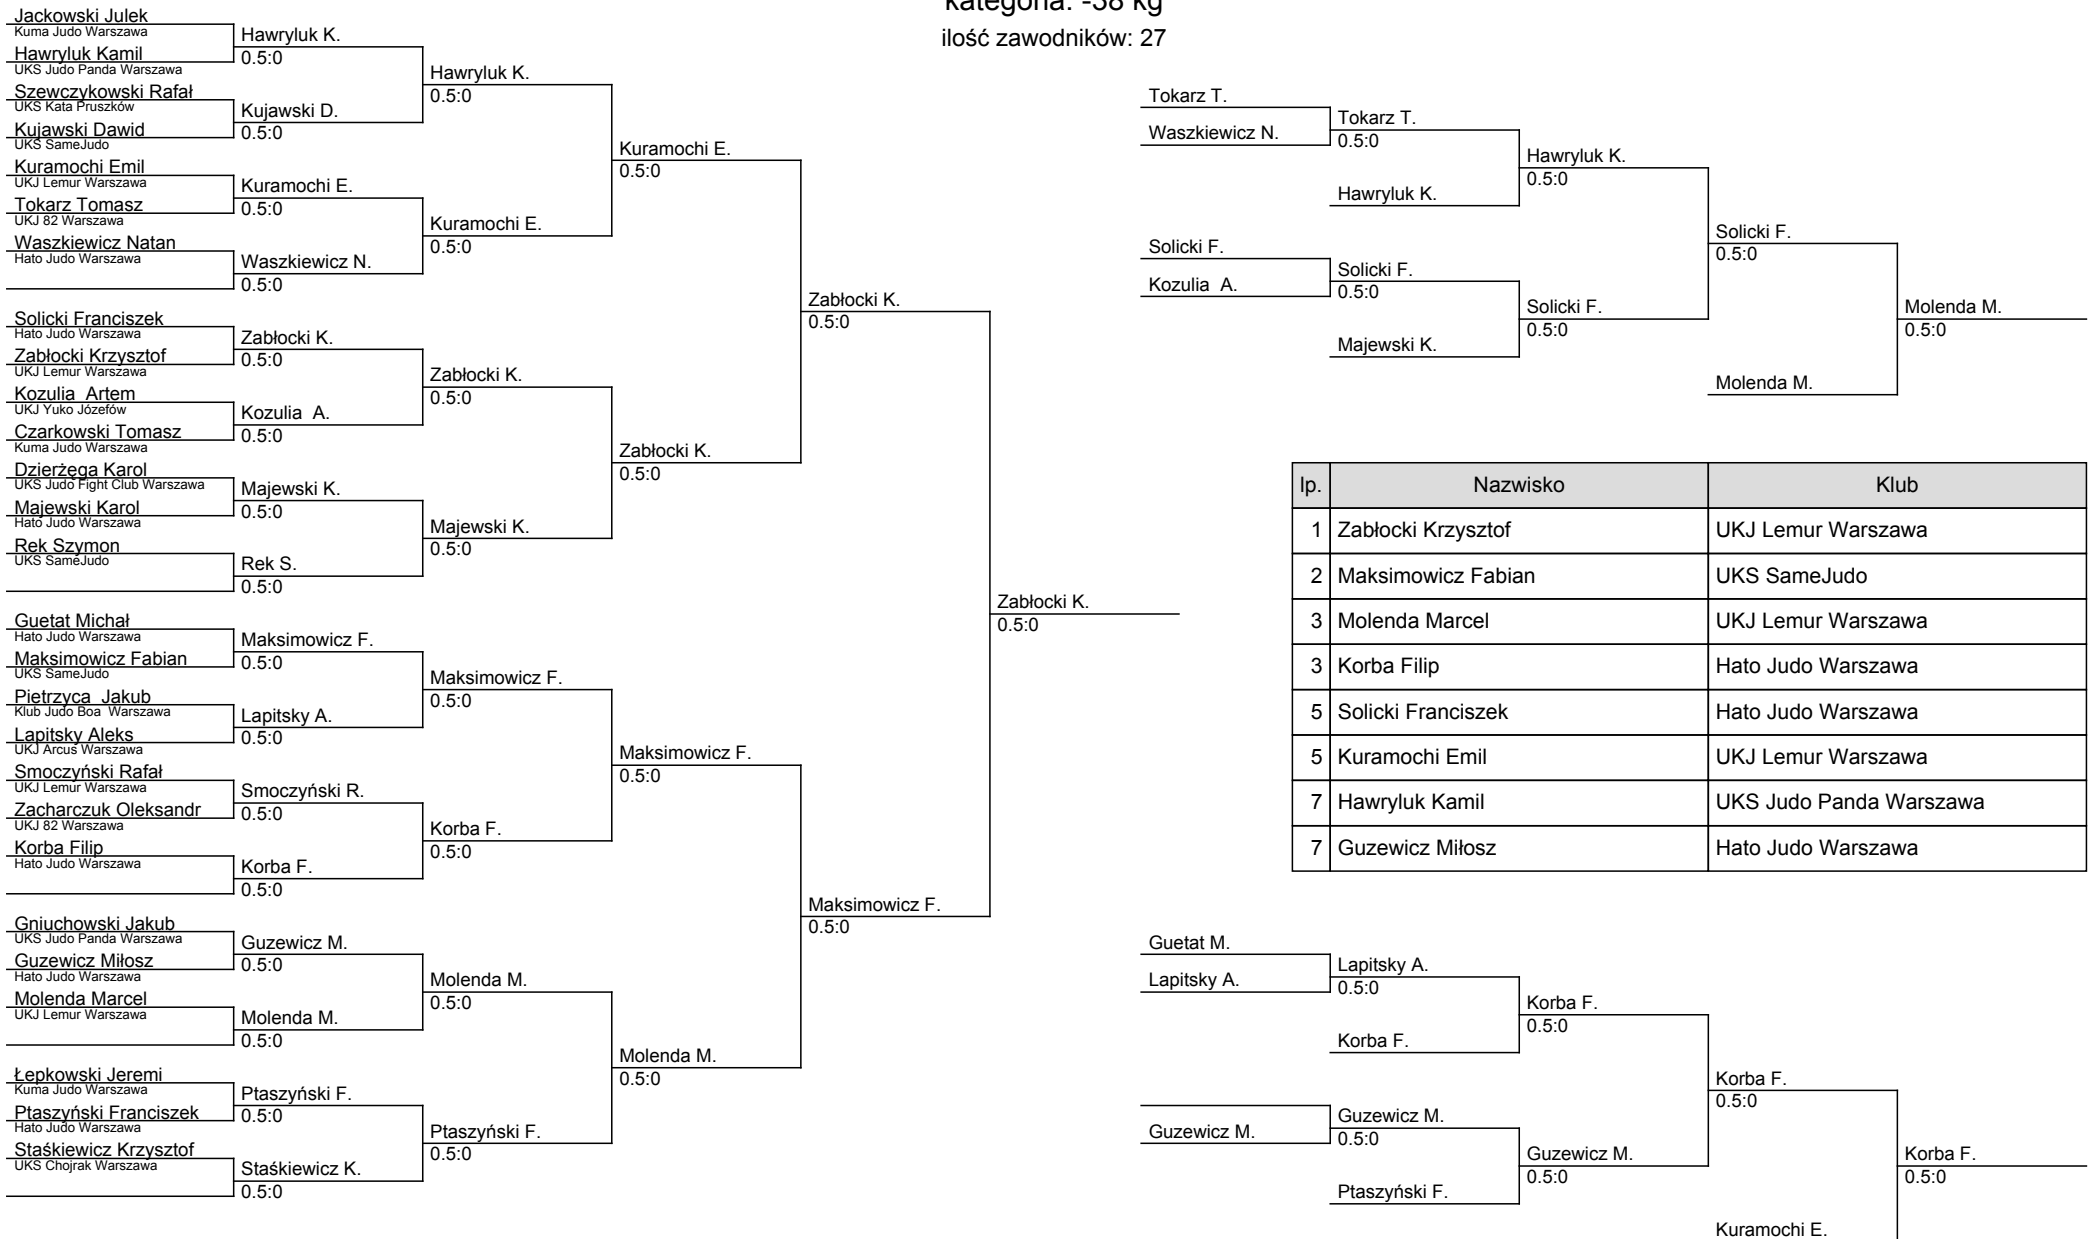 kategoria: -38 kg
ilość zawodników: 27
Jackowski Julek
Kuma Judo Warszawa
Hawryluk Kamil
UKS Judo Panda Warszawa
Szewczykowski Rafał
UKS Kata Pruszków
Kujawski Dawid
UKS SameJudo
Kuramochi Emil
UKJ Lemur Warszawa
Tokarz Tomasz
UKJ 82 Warszawa
Waszkiewicz Natan
Hato Judo Warszawa
Solicki Franciszek
Hato Judo Warszawa
Zabłocki Krzysztof
UKJ Lemur Warszawa
Kozulia Artem
UKJ Yuko Józefów
Czarkowski Tomasz
Kuma Judo Warszawa
Dzierżęga Karol
UKS Judo Fight Club Warszawa
Majewski Karol
Hato Judo Warszawa
Rek Szymon
UKS SameJudo
Guetat Michał
Hato Judo Warszawa
Maksimowicz Fabian
UKS SameJudo
Pietrzyca Jakub
Klub Judo Boa Warszawa
Lapitsky Aleks
UKJ Arcus Warszawa
Smoczyński Rafał
UKJ Lemur Warszawa
Zacharczuk Oleksandr
UKJ 82 Warszawa
Korba Filip
Hato Judo Warszawa
Gniuchowski Jakub
UKS Judo Panda Warszawa
Guzewicz Miłosz
Hato Judo Warszawa
Molenda Marcel
UKJ Lemur Warszawa
Łepkowski Jeremi
Kuma Judo Warszawa
Ptaszyński Franciszek
Hato Judo Warszawa
Staśkiewicz Krzysztof
UKS Chojrak Warszawa
Hawryluk K.
0.5:0
Kujawski D.
0.5:0
Kuramochi E.
0.5:0
Waszkiewicz N.
0.5:0
Zabłocki K.
0.5:0
Kozulia A.
0.5:0
Majewski K.
0.5:0
Rek S.
0.5:0
Maksimowicz F.
0.5:0
Lapitsky A.
0.5:0
Smoczyński R.
0.5:0
Korba F.
0.5:0
Guzewicz M.
0.5:0
Molenda M.
0.5:0
Ptaszyński F.
0.5:0
Staśkiewicz K.
0.5:0
Hawryluk K.
0.5:0
Kuramochi E.
0.5:0
Zabłocki K.
0.5:0
Majewski K.
0.5:0
Maksimowicz F.
0.5:0
Korba F.
0.5:0
Molenda M.
0.5:0
Ptaszyński F.
0.5:0
Kuramochi E.
0.5:0
Zabłocki K.
0.5:0
Maksimowicz F.
0.5:0
Molenda M.
0.5:0
Zabłocki K.
0.5:0
Maksimowicz F.
0.5:0
Zabłocki K.
0.5:0
Tokarz T.
Waszkiewicz N.
Solicki F.
Kozulia A.
Tokarz T.
0.5:0
Hawryluk K.
Solicki F.
0.5:0
Majewski K.
Hawryluk K.
0.5:0
Solicki F.
0.5:0
Solicki F.
0.5:0
Molenda M.
Molenda M.
0.5:0
lp. Nazwisko Klub
1 Zabłocki Krzysztof UKJ Lemur Warszawa
2 Maksimowicz Fabian UKS SameJudo
3 Molenda Marcel UKJ Lemur Warszawa
3 Korba Filip Hato Judo Warszawa
5 Solicki Franciszek Hato Judo Warszawa
5 Kuramochi Emil UKJ Lemur Warszawa
7 Hawryluk Kamil UKS Judo Panda Warszawa
7 Guzewicz Miłosz Hato Judo Warszawa
Guetat M.
Lapitsky A.
Guzewicz M.
Lapitsky A.
0.5:0
Korba F.
Guzewicz M.
0.5:0
Ptaszyński F.
Korba F.
0.5:0
Guzewicz M.
0.5:0
Korba F.
0.5:0
Kuramochi E.
Korba F.
0.5:0